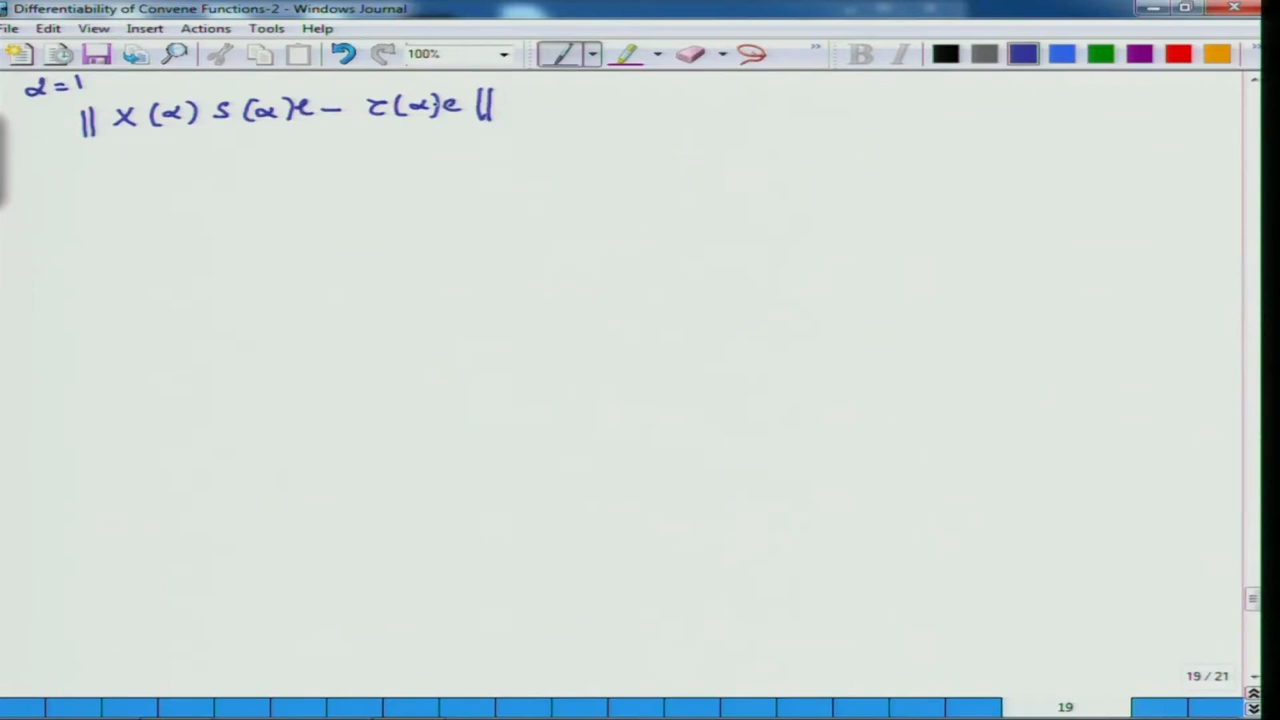 Differentiability of Convene Functions-2 - Windows Journal
File Edit View Insert Actions Tools Help
100% B I
α = 1
|| X (α) S (α)e - τ(α)e ||
19 / 21
19